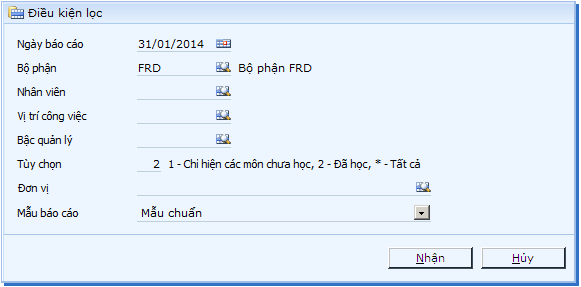 Điều kiện lọc
Ngày báo cáo 31/01/2014
Bộ phận FRD Bộ phận FRD
Nhân viên
Vị trí công việc
Bậc quản lý
Tùy chọn 2 1 - Chỉ hiện các môn chưa học, 2 - Đã học, * - Tất cả
Đơn vị
Mẫu báo cáo Mẫu chuẩn
Nhận Hủy